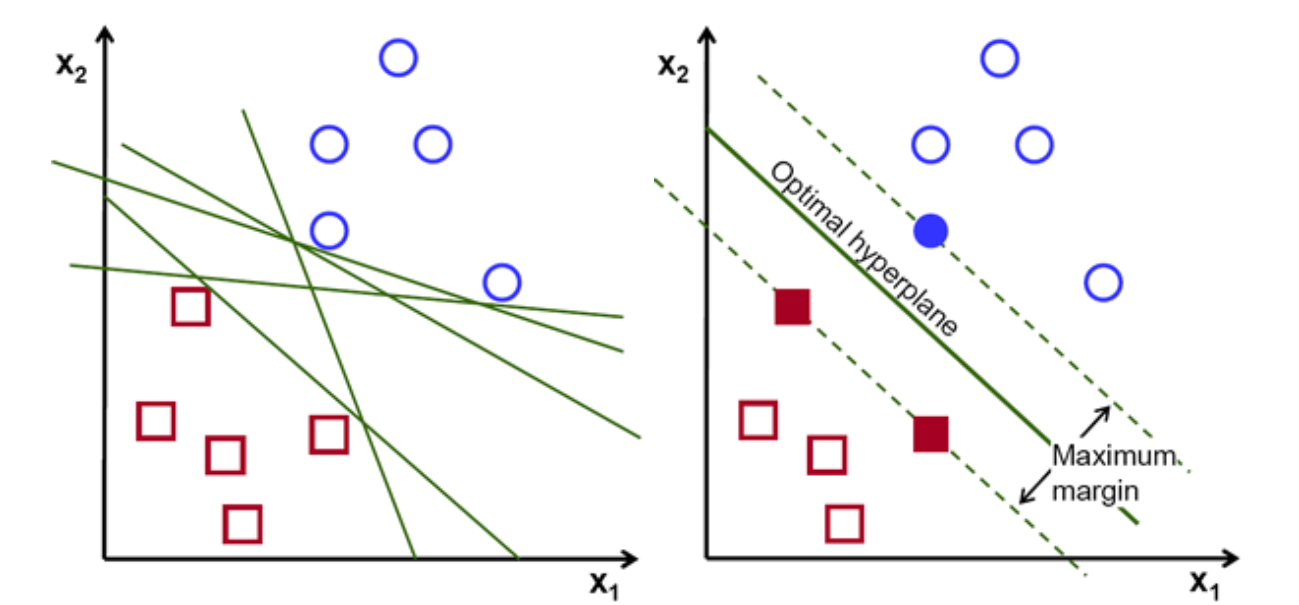 x₂
x₁
x₂
Optimal hyperplane
Maximum
margin
x₁